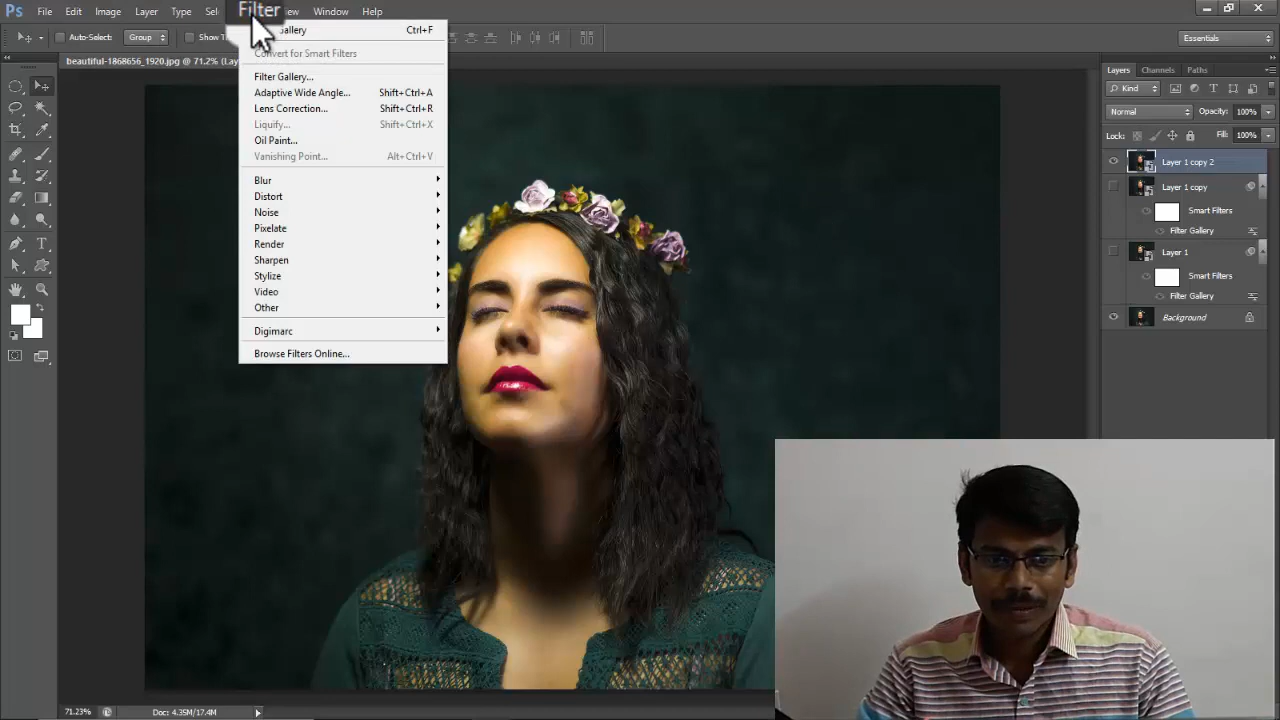 Ps File Edit Image Layer Type Sel Filter Window Help
Auto-Select: Group Essentials
beautiful-1868656_1920.jpg @ 71.2%
Gallery Ctrl+F
Convert for Smart Filters
Filter Gallery...
Adaptive Wide Angle... Shift+Ctrl+A
Lens Correction... Shift+Ctrl+R
Liquify... Shift+Ctrl+X
Oil Paint...
Vanishing Point... Alt+Ctrl+V
Blur
Distort
Noise
Pixelate
Render
Sharpen
Stylize
Video
Other
Digimarc
Browse Filters Online...
Layers Channels Paths
Kind
Normal Opacity: 100%
Lock: Fill: 100%
Layer 1 copy 2
Layer 1 copy
Smart Filters
Filter Gallery
Layer 1
Smart Filters
Filter Gallery
Background
71.23% Doc: 4.35M/17.4M